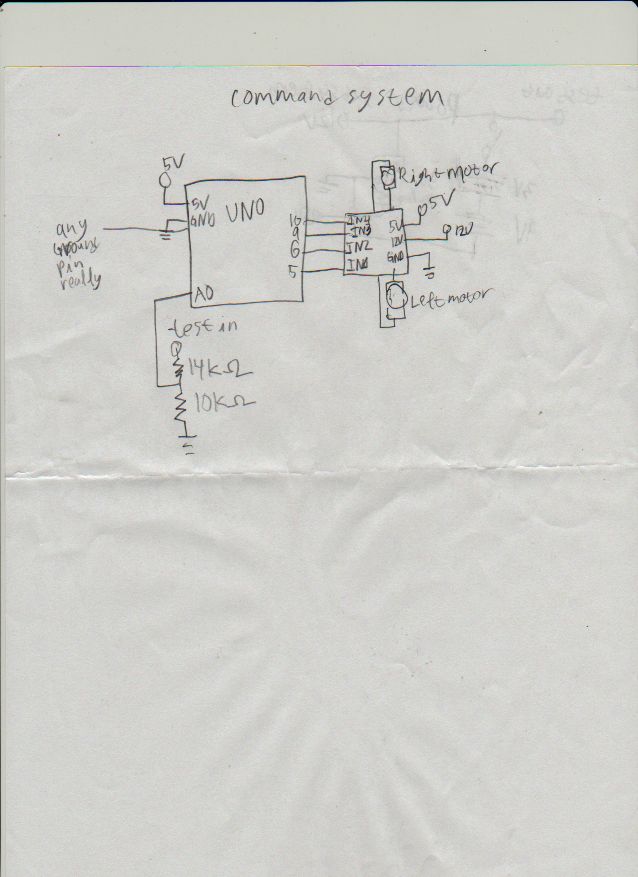 command system
5V
5V
GND
UNO
any
ground
pin
really
10
9
6
5
A0
IN4
IN3
IN2
IN1
5V
12V
GND
Right motor
5V
12V
Left motor
test in
14kΩ
10kΩ